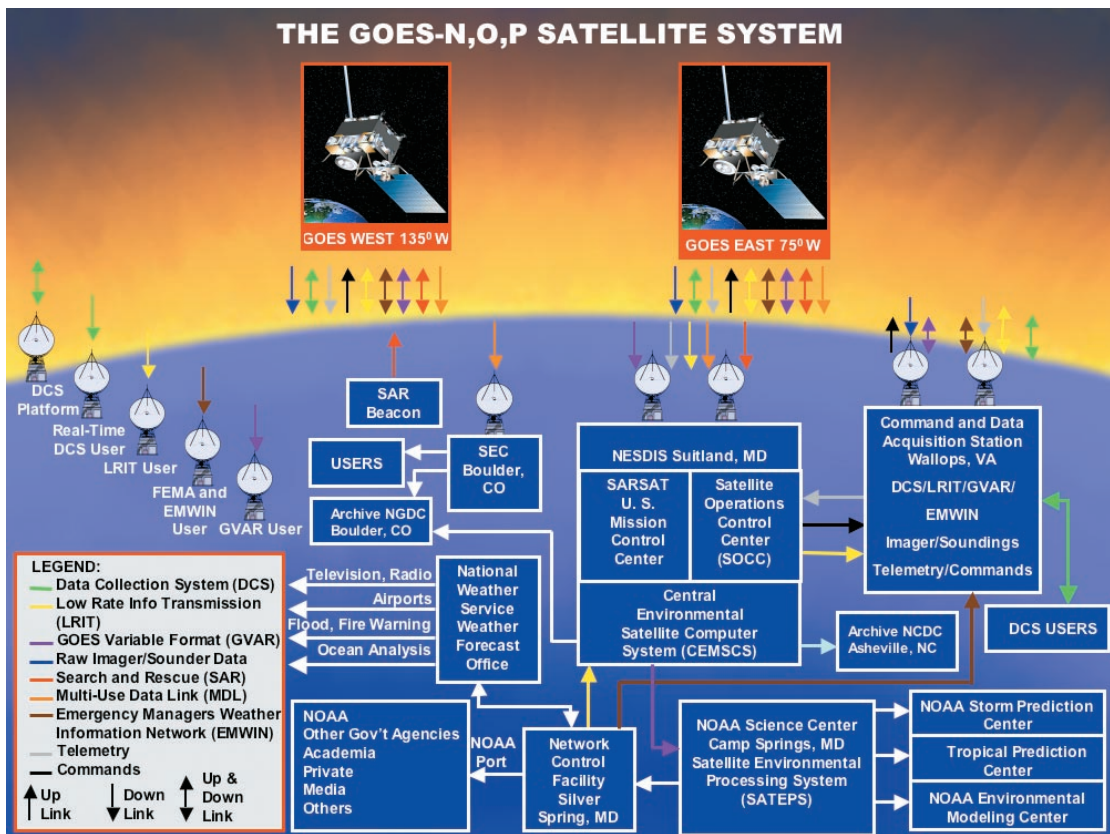 THE GOES-N,O,P SATELLITE SYSTEM
GOES WEST 135⁰ W
GOES EAST 75⁰ W
DCS
Platform
Real-Time
DCS User
LRIT User
FEMA and
EMWIN
User
GVAR User
SAR
Beacon
USERS
SEC
Boulder,
CO
Archive NGDC
Boulder, CO
NESDIS Suitland, MD
SARSAT
U. S.
Mission
Control
Center
Satellite
Operations
Control
Center
(SOCC)
Central
Environmental
Satellite Computer
System (CEMSCS)
Command and Data
Acquisition Station
Wallops, VA
DCS/LRIT/GVAR/
EMWIN
Imager/Soundings
Telemetry/Commands
Archive NCDC
Asheville, NC
DCS USERS
LEGEND:
Data Collection System (DCS)
Low Rate Info Transmission
(LRIT)
GOES Variable Format (GVAR)
Raw Imager/Sounder Data
Search and Rescue (SAR)
Multi-Use Data Link (MDL)
Emergency Managers Weather
Information Network (EMWIN)
Telemetry
Commands
Up
Link
Down
Link
Up &
Down
Link
Television, Radio
Airports
Flood, Fire Warning
Ocean Analysis
National
Weather
Service
Weather
Forecast
Office
NOAA
Other Gov't Agencies
Academia
Private
Media
Others
NOAA
Port
Network
Control
Facility
Silver
Spring, MD
NOAA Science Center
Camp Springs, MD
Satellite Environmental
Processing System
(SATEPS)
NOAA Storm Prediction
Center
Tropical Prediction
Center
NOAA Environmental
Modeling Center